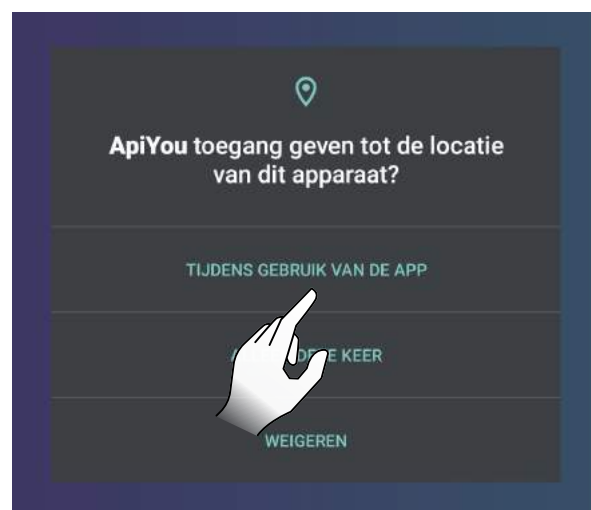 ApiYou toegang geven tot de locatie
van dit apparaat?
TIJDENS GEBRUIK VAN DE APP
KEER
WEIGEREN